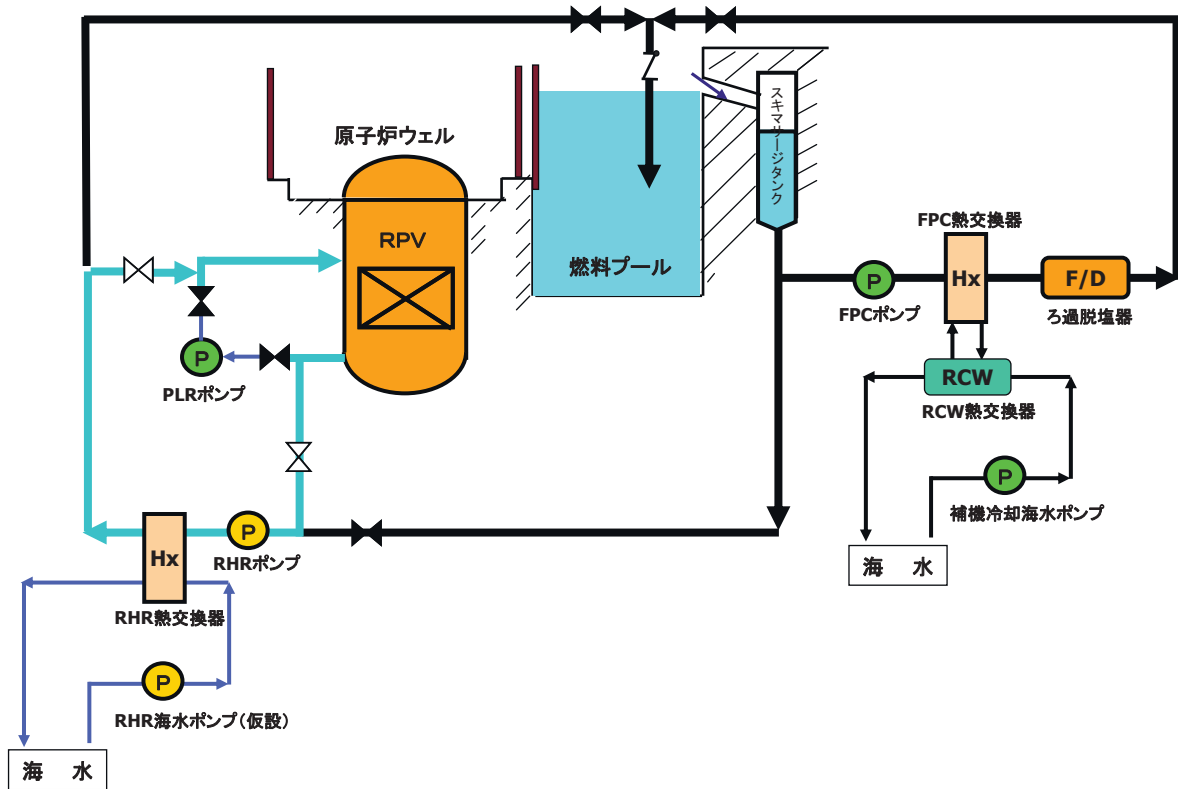 原子炉ウェル
RPV
燃料プール
スキマサージタンク
FPC熱交換器
P
Hx
F/D
FPCポンプ
ろ過脱塩器
P
PLRポンプ
RCW
RCW熱交換器
P
補機冷却海水ポンプ
海 水
Hx
P
RHRポンプ
RHR熱交換器
P
RHR海水ポンプ(仮設)
海 水